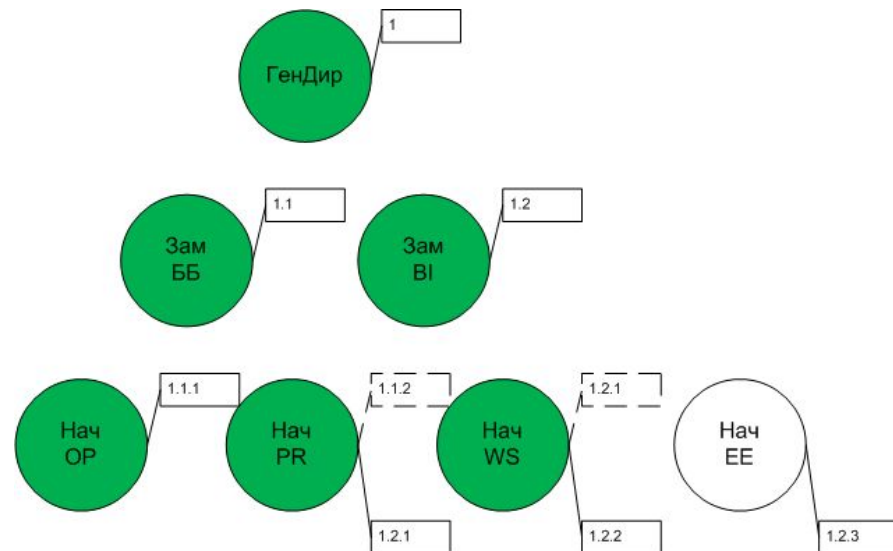 1
ГенДир
1.1
1.2
Зам
ББ
Зам
BI
1.1.1
1.1.2
1.2.1
Нач
OP
Нач
PR
Нач
WS
Нач
EE
1.2.1
1.2.2
1.2.3